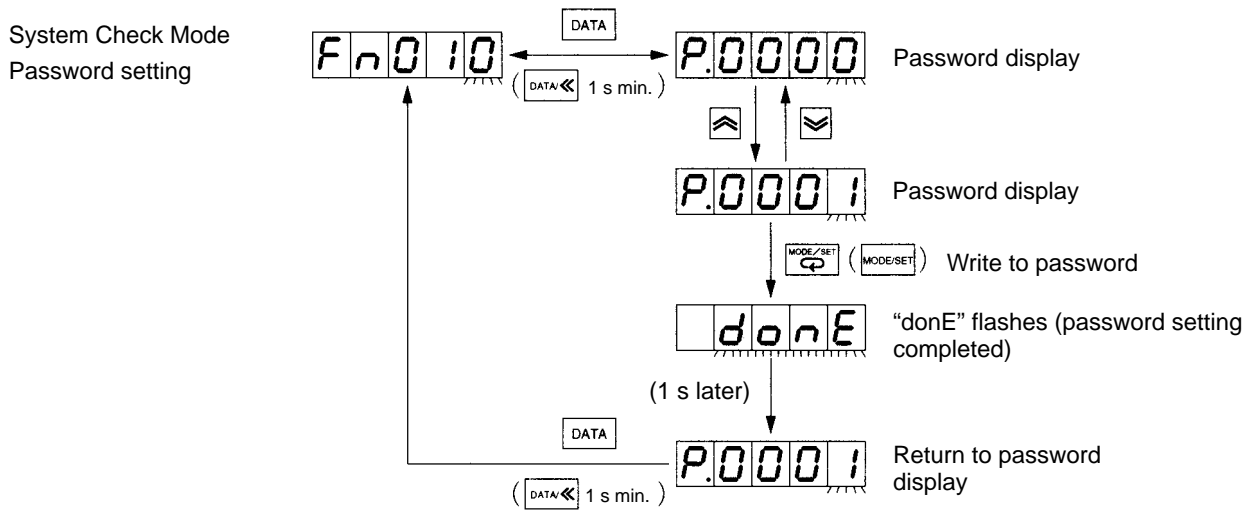 System Check Mode
Password setting
Fn010
DATA
( DATA/≪ 1 s min. )
P.0000
Password display
P.0001
Password display
MODE/SET ( MODE/SET )
Write to password
donE
“donE” flashes (password setting
completed)
(1 s later)
DATA
( DATA/≪ 1 s min. )
P.0001
Return to password
display